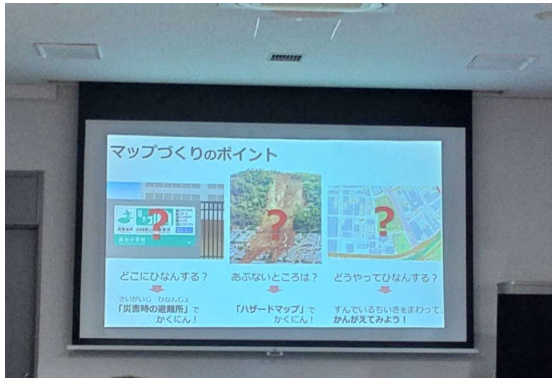 マップづくりのポイント
?
?
?
どこにひなんする？
あぶないところは？
どうやってひなんする？
さいがいじ ひなんじょ
「災害時の避難所」で
かくにん！
「ハザードマップ」で
かくにん！
すんでいるちいきをまわって、
かんがえてみよう！